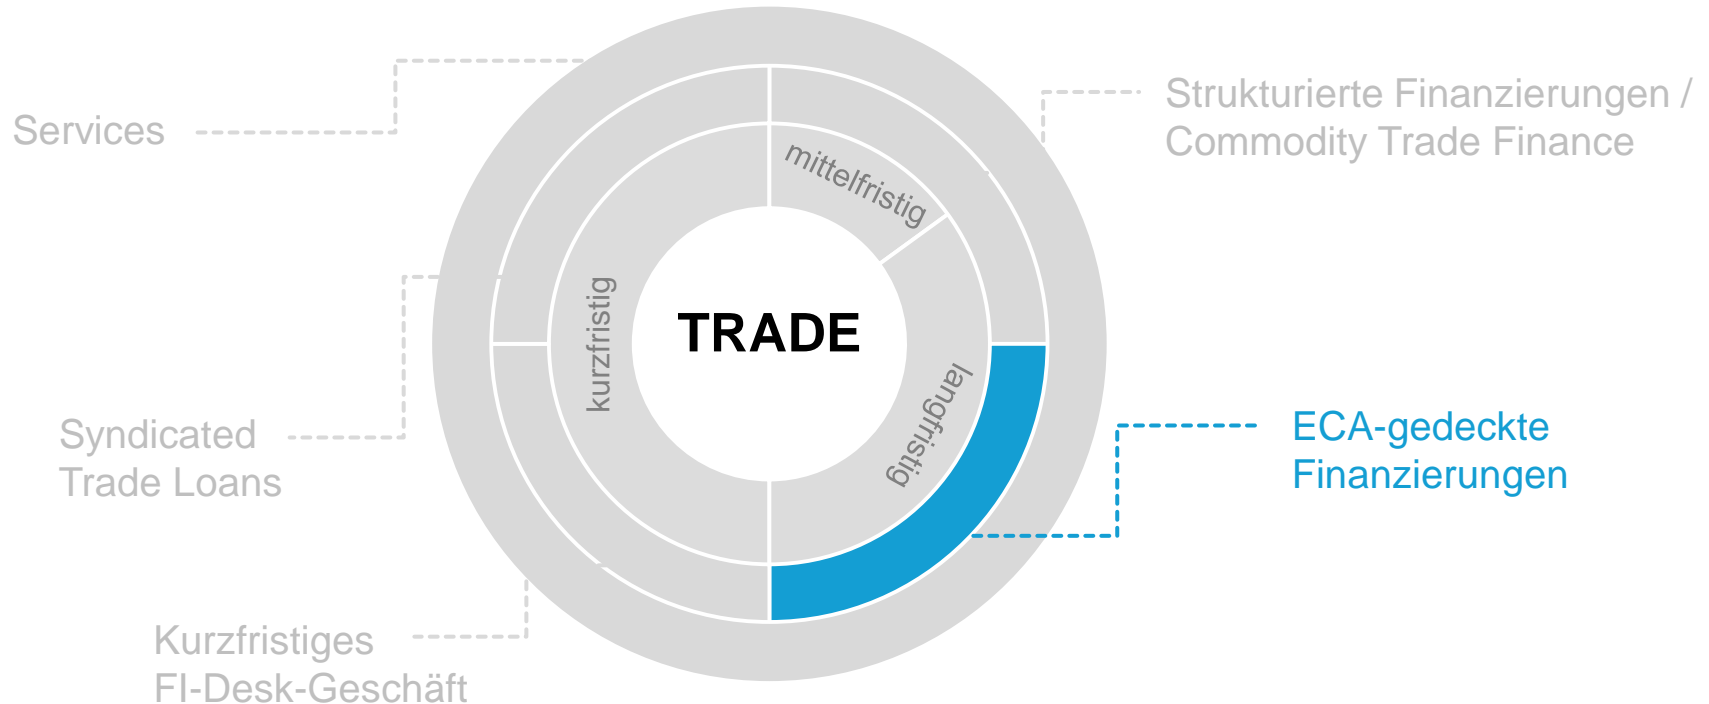 Services
Strukturierte Finanzierungen /
Commodity Trade Finance
mittelfristig
kurzfristig
TRADE
langfristig
Syndicated
Trade Loans
ECA-gedeckte
Finanzierungen
Kurzfristiges
FI-Desk-Geschäft